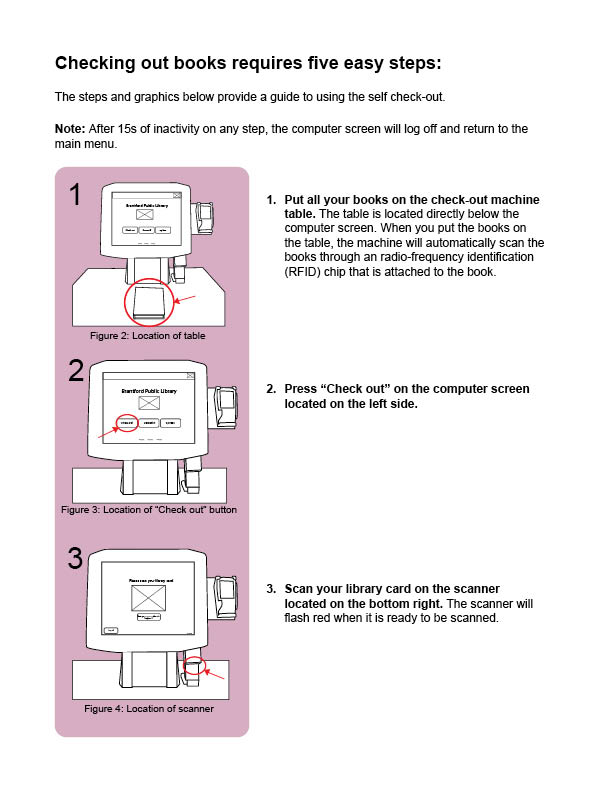 Checking out books requires five easy steps:
The steps and graphics below provide a guide to using the self check-out.
Note: After 15s of inactivity on any step, the computer screen will log off and return to the
main menu.
1
Brantford Public Library
Figure 2: Location of table
1. Put all your books on the check-out machine
table. The table is located directly below the
computer screen. When you put the books on
the table, the machine will automatically scan the
books through an radio-frequency identification
(RFID) chip that is attached to the book.
2
Brantford Public Library
Figure 3: Location of “Check out” button
2. Press “Check out” on the computer screen
located on the left side.
3
Please scan your library card
Figure 4: Location of scanner
3. Scan your library card on the scanner
located on the bottom right. The scanner will
flash red when it is ready to be scanned.